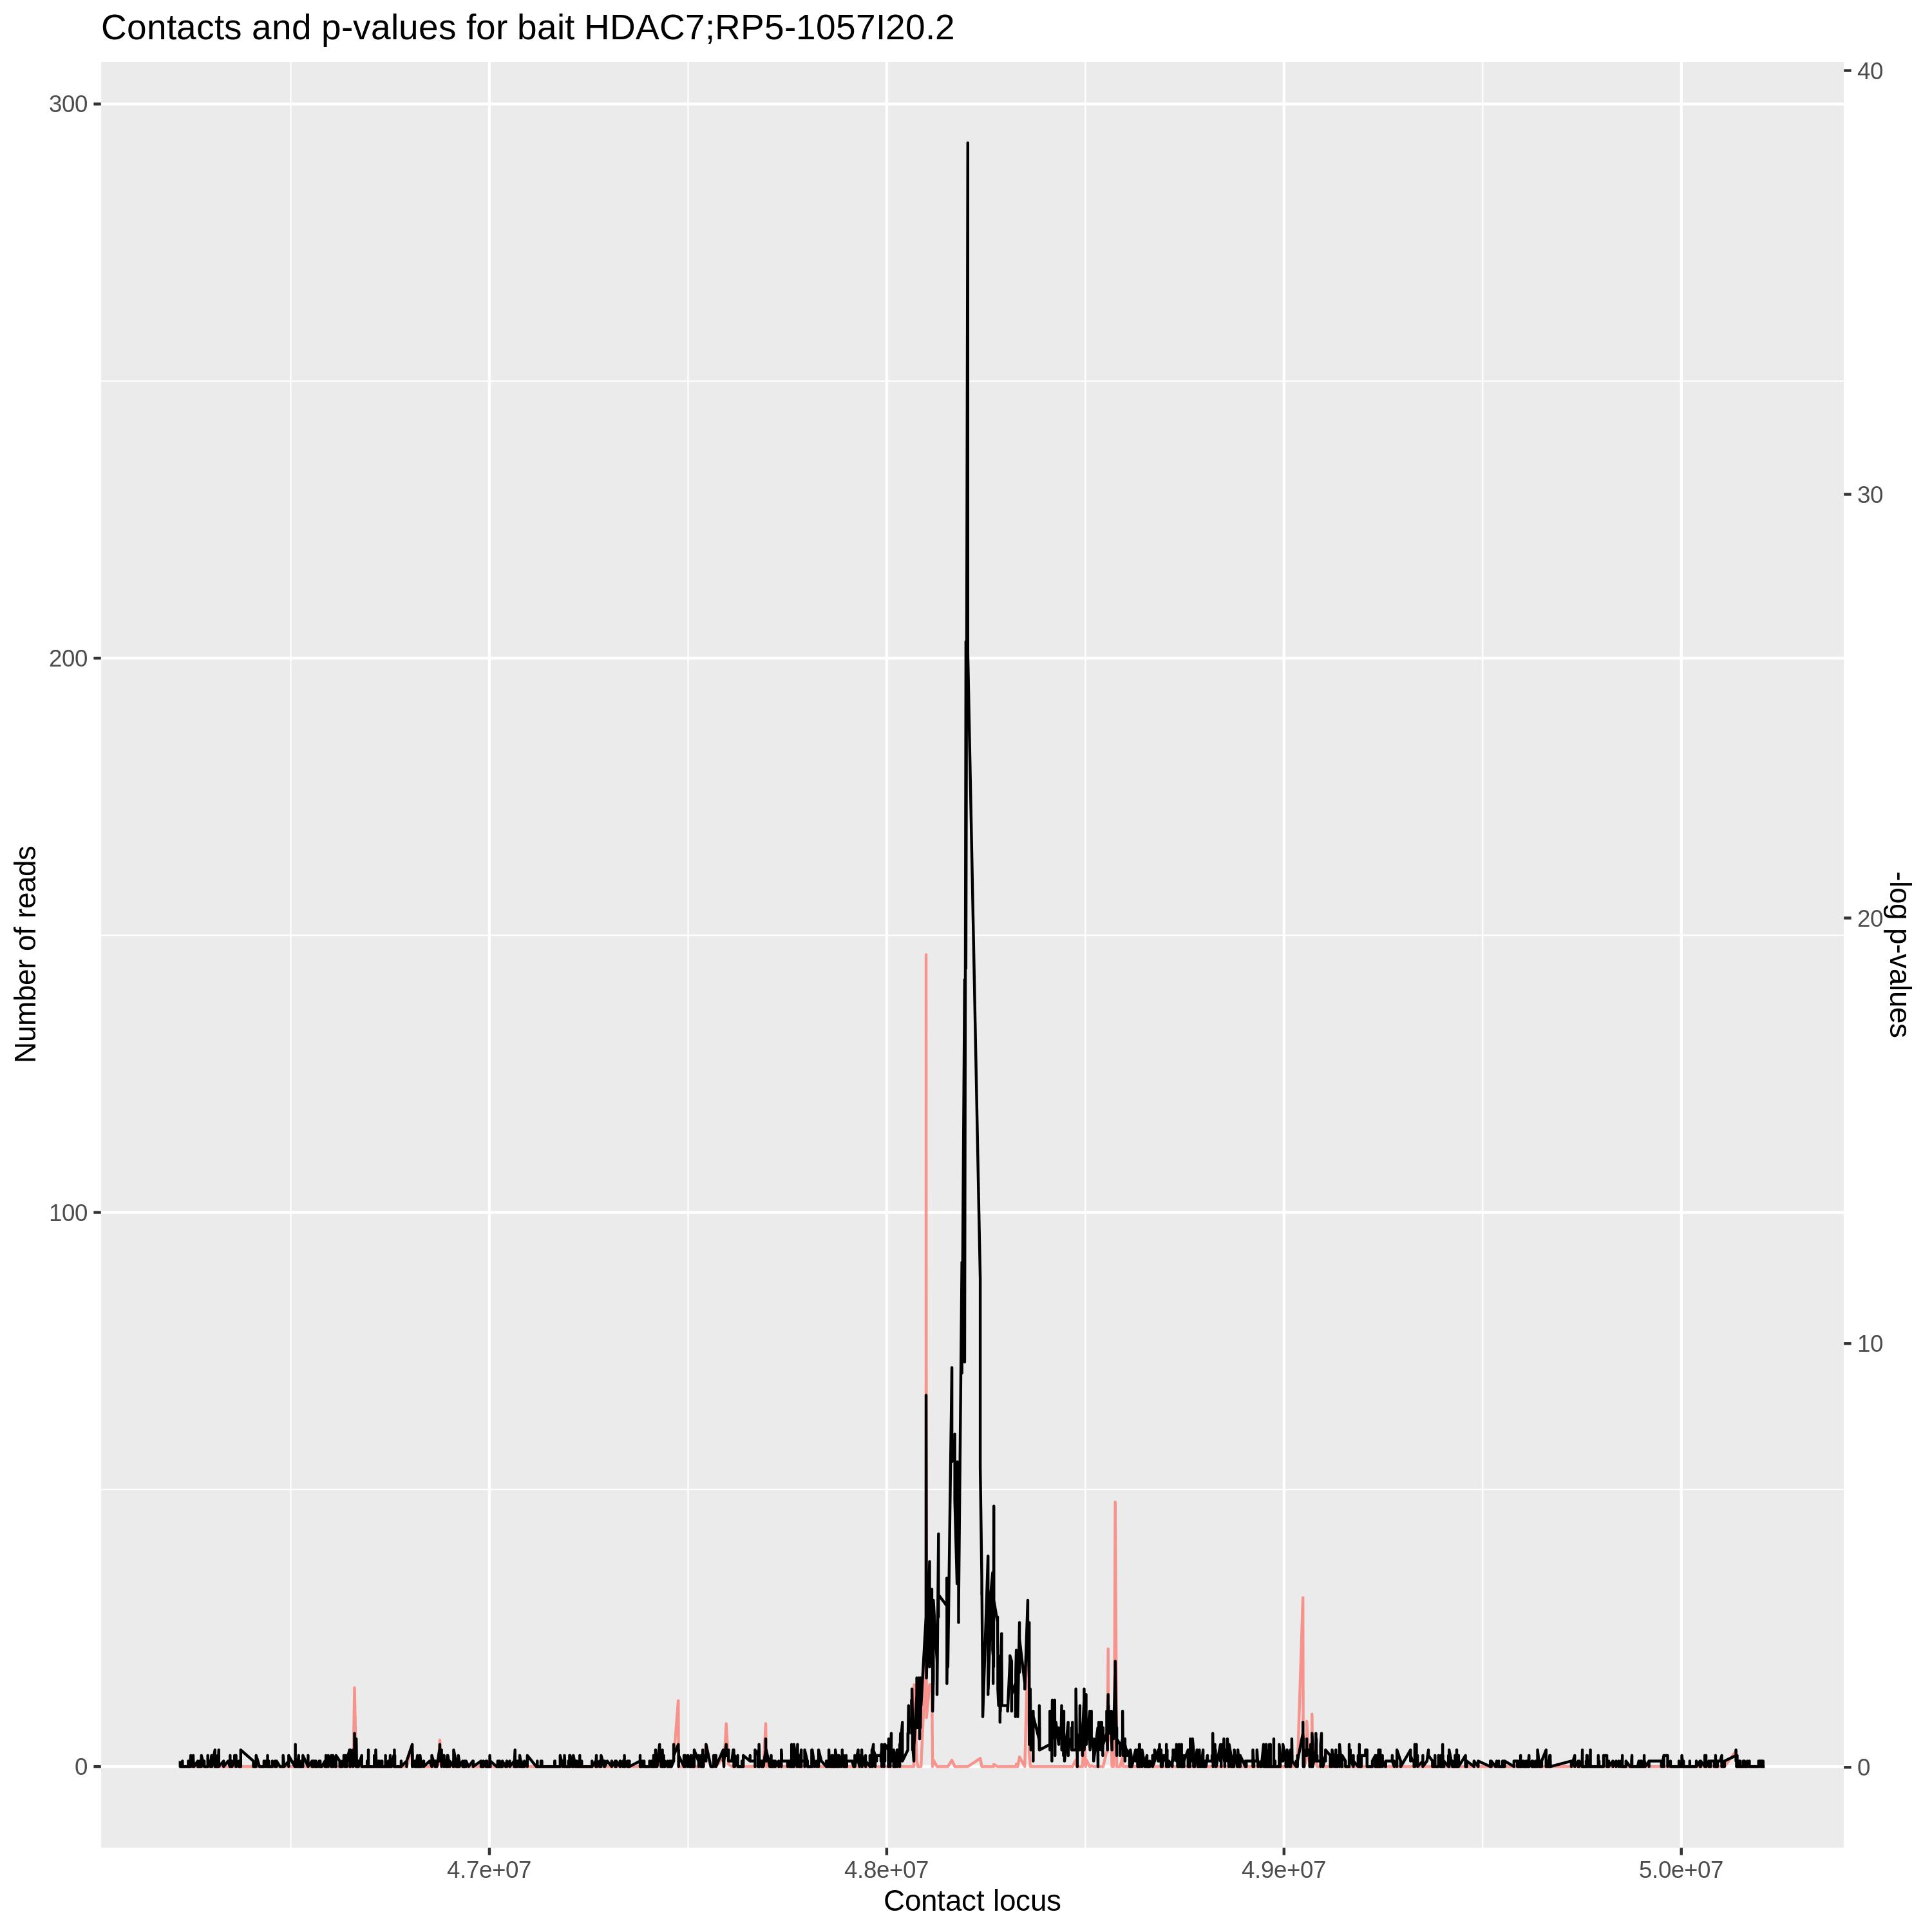 Contacts and p-values for bait HDAC7;RP5-1057I20.2
300
200
100
0
Number of reads
40
30
20
10
0
-log p-values
4.7e+07
4.8e+07
4.9e+07
5.0e+07
Contact locus